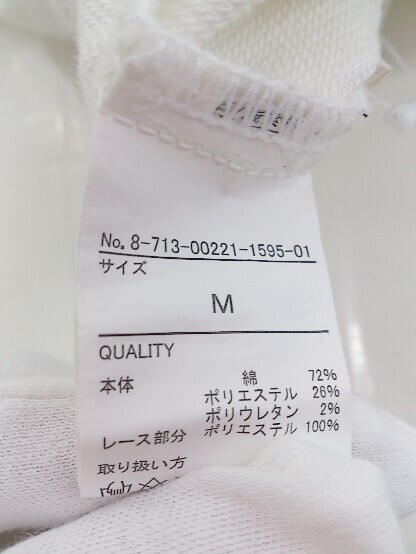 No. 8-713-00221-1595-01
サイズ
M
QUALITY
本体 綿 72%
ポリエステル 26%
ポリウレタン 2%
レース部分 ポリエステル 100%
取り扱い方